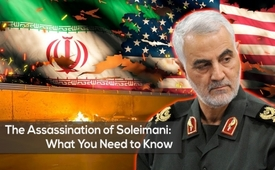 The Assassination of Soleimani:
What You Need to Know